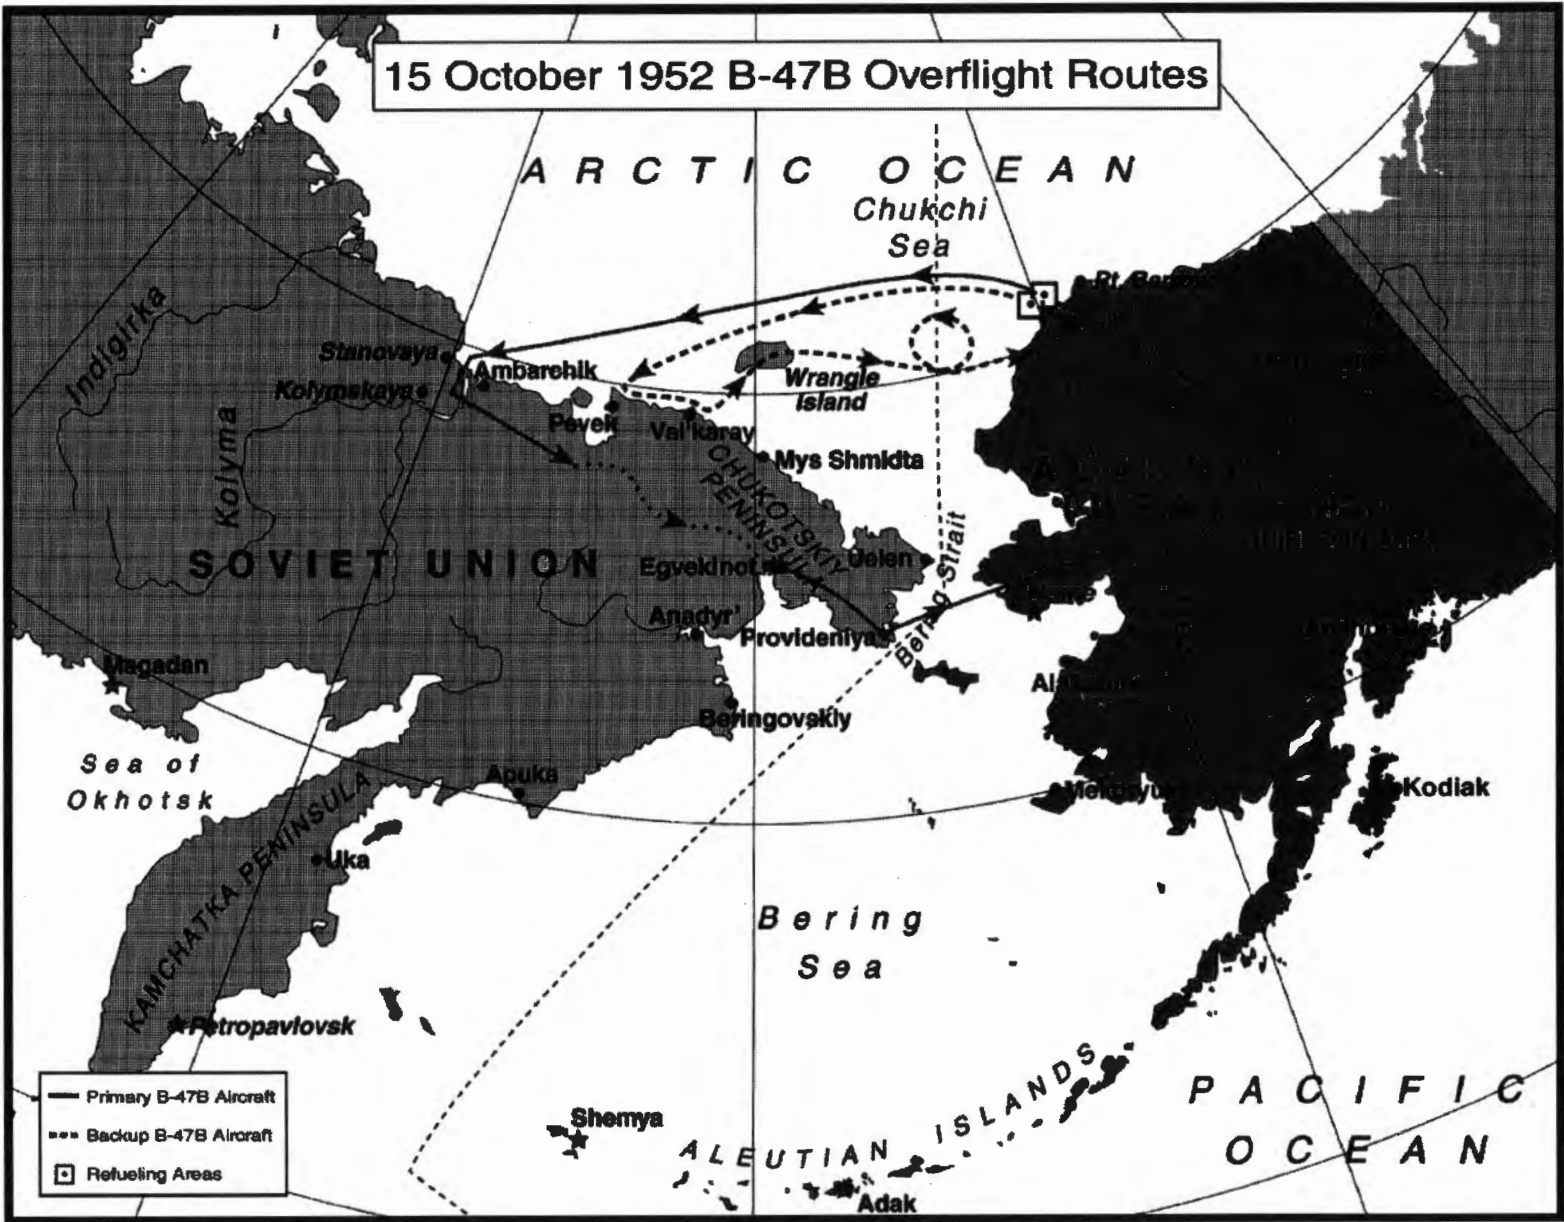 15 October 1952 B-47B Overflight Routes
ARCTIC OCEAN
Chukchi
Sea
Indigirka
Stanovaya
Ambarchik
Kolymskaya
Wrangle
Island
Kolyma
Pevek
Val'karay
Mys Shmidta
CHUKOTSKIY
PENINSULA
SOVIET UNION
Egvekinot
Uelen
Bering Strait
Nome
Anadyr'
Provideniya
Magadan
Beringovskiy
Sea of
Okhotsk
Apuka
Kodiak
KAMCHATKA PENINSULA
Uka
Bering
Sea
Petropavlovsk
Primary B-47B Aircraft
Backup B-47B Aircraft
Refueling Areas
Shemya
ALEUTIAN ISLANDS
Adak
PACIFIC
OCEAN